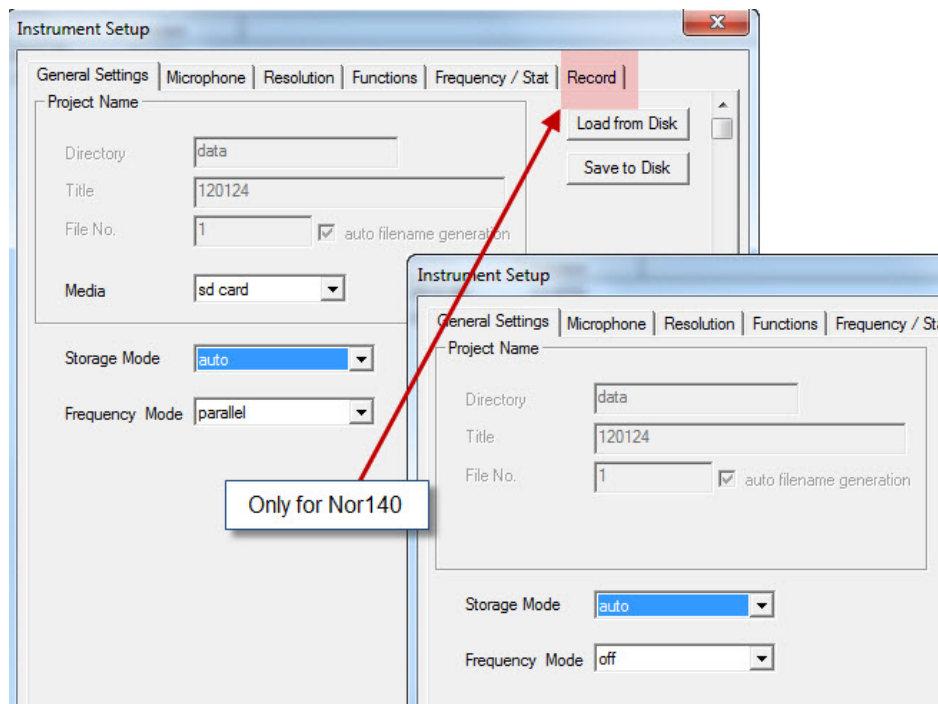 Instrument Setup
General Settings Microphone Resolution Functions Frequency / Stat Record
Project Name
Load from Disk
Directory data
Save to Disk
Title 120124
File No. 1 auto filename generation
Media sd card
Storage Mode auto
Frequency Mode parallel
Only for Nor140
Instrument Setup
General Settings Microphone Resolution Functions Frequency / Sta
Project Name
Directory data
Title 120124
File No. 1 auto filename generation
Storage Mode auto
Frequency Mode off